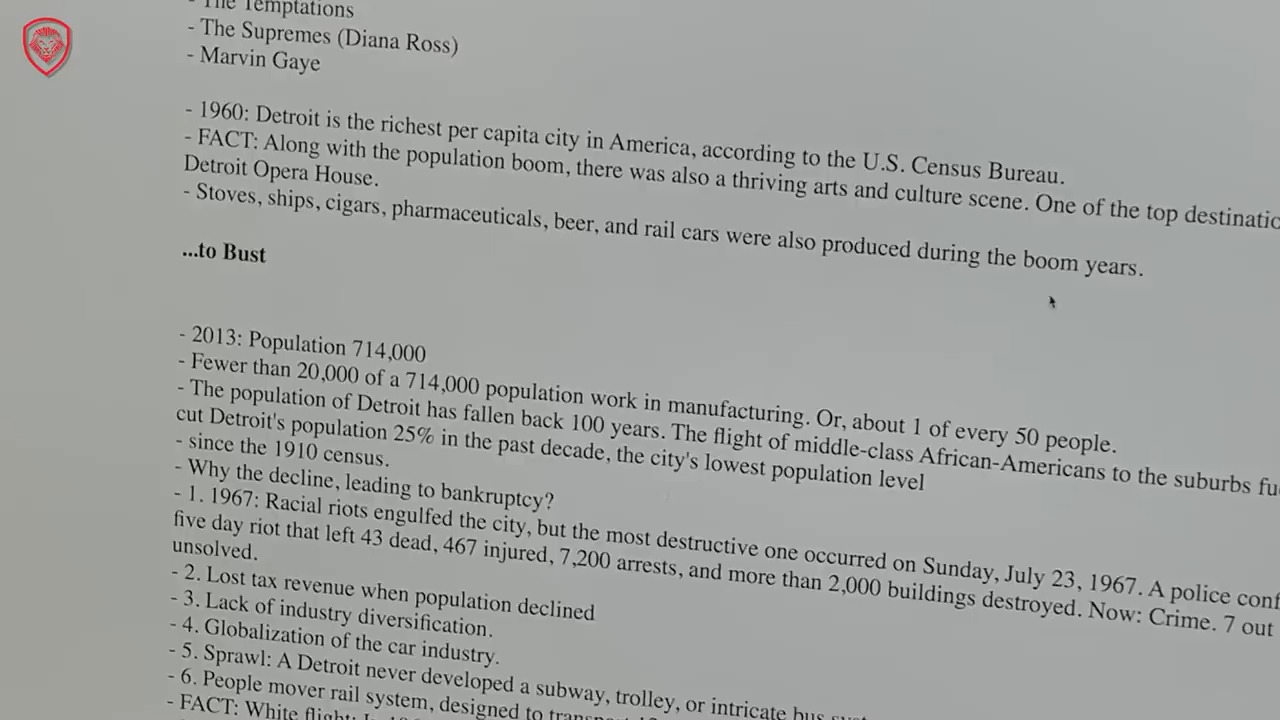 - The Temptations
- The Supremes (Diana Ross)
- Marvin Gaye
- 1960: Detroit is the richest per capita city in America, according to the U.S. Census Bureau.
- FACT: Along with the population boom, there was also a thriving arts and culture scene. One of the top
Detroit Opera House.
- Stoves, ships, cigars, pharmaceuticals, beer, and rail cars were also produced during the boom years.
...to Bust
- 2013: Population 714,000
- Fewer than 20,000 of a 714,000 population work in manufacturing. Or, about 1 of every 50 people.
- The population of Detroit has fallen back 100 years. The flight of middle-class African-Americans to the suburbs
cut Detroit's population 25% in the past decade, the city's lowest population level
- since the 1910 census.
- Why the decline, leading to bankruptcy?
- 1. 1967: Racial riots engulfed the city, but the most destructive one occurred on Sunday, July 23, 1967. A police
five day riot that left 43 dead, 467 injured, 7,200 arrests, and more than 2,000 buildings destroyed. Now: Crime. 7 out
unsolved.
- 2. Lost tax revenue when population declined
- 3. Lack of industry diversification.
- 4. Globalization of the car industry.
- 5. Sprawl: A Detroit never developed a subway, trolley, or intricate bus
- 6. People mover rail system, designed to
- FACT: White flight: